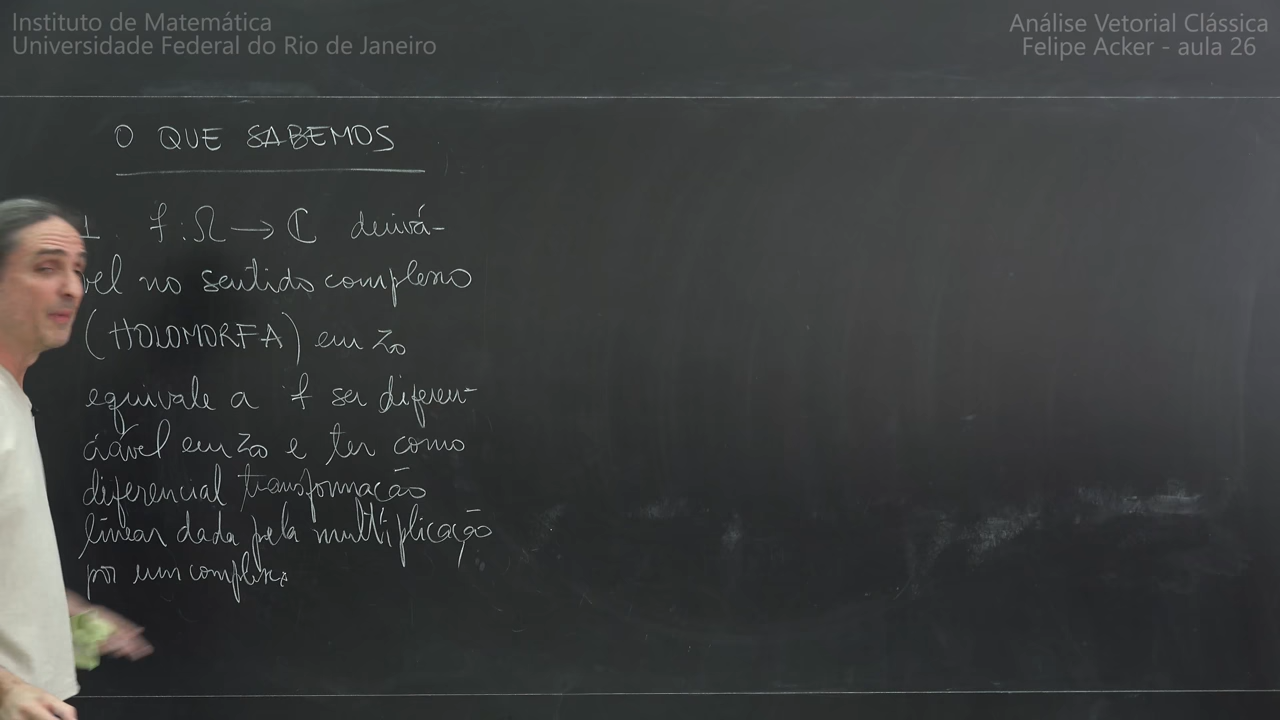 Instituto de Matemática
Universidade Federal do Rio de Janeiro
Análise Vetorial Clássica
Felipe Acker - aula 26
O QUE SABEMOS
1. f: Ω → ℂ derivá-
vel no sentido complexo
(HOLOMORFA) em z₀
equivale a f ser diferen-
ciável em z₀ e ter como
diferencial transformação
linear dada pela multiplicação
por um complexo